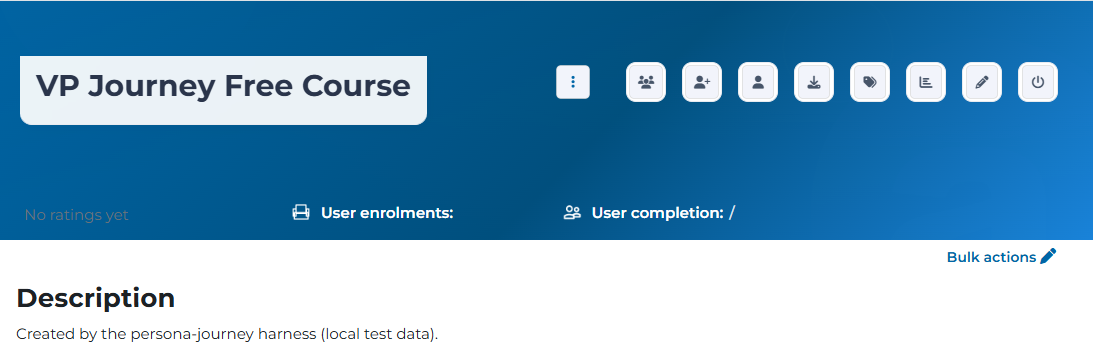 VP Journey Free Course
No ratings yet
User enrolments:
User completion: /
Bulk actions
Description
Created by the persona-journey harness (local test data).